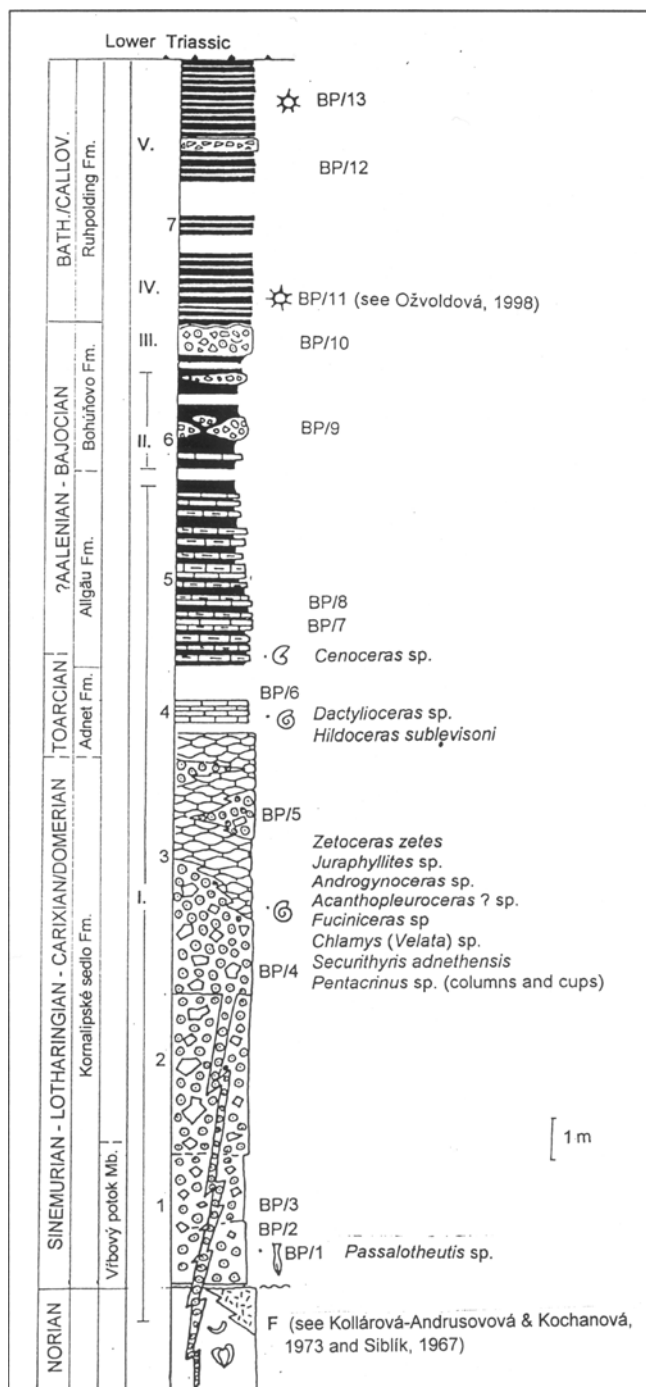 Lower Triassic
BATH./CALLOV.
Ruhpolding Fm.
V.
7
IV.
BP/13
BP/12
BP/11 (see Ožvoldová, 1998)
?AALENIAN - BAJOCIAN
Bohúňovo Fm.
Allgäu Fm.
III.
II.
6
5
BP/10
BP/9
BP/8
BP/7
Cenoceras sp.
TOARCIAN
Adnet Fm.
4
BP/6
Dactylioceras sp.
Hildoceras sublevisoni
SINEMURIAN - LOTHARINGIAN - CARIXIAN/DOMERIAN
Kornalipské sedlo Fm.
Vŕbový potok Mb.
I.
3
2
1
BP/5
Zetoceras zetes
Juraphyllites sp.
Androgynoceras sp.
Acanthopleuroceras ? sp.
Fuciniceras sp
Chlamys (Velata) sp.
Securithyris adnethensis
BP/4
Pentacrinus sp. (columns and cups)
1 m
BP/3
BP/2
BP/1 Passalotheutis sp.
NORIAN
F (see Kollárová-Andrusovová & Kochanová,
1973 and Siblík, 1967)